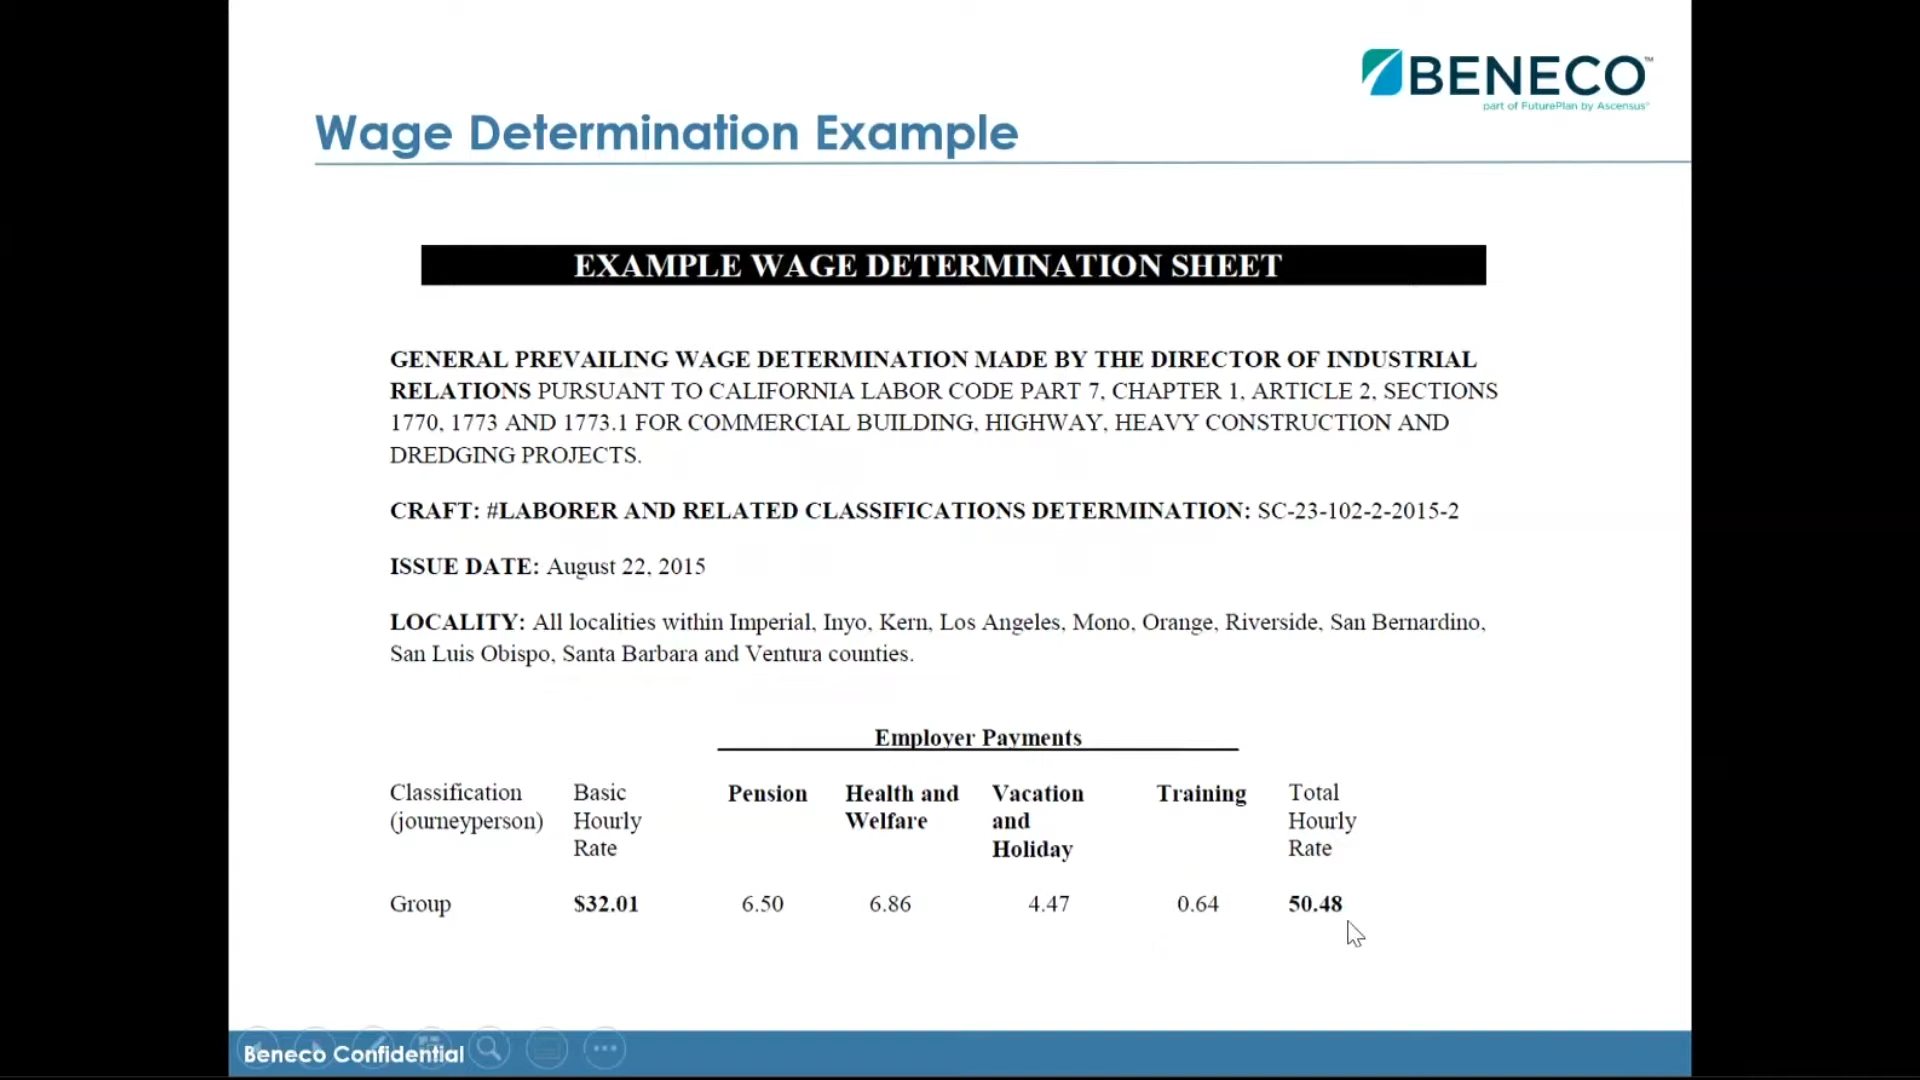 BENECO™
part of FuturePlan by Ascensus®
Wage Determination Example
EXAMPLE WAGE DETERMINATION SHEET
GENERAL PREVAILING WAGE DETERMINATION MADE BY THE DIRECTOR OF INDUSTRIAL
RELATIONS PURSUANT TO CALIFORNIA LABOR CODE PART 7, CHAPTER 1, ARTICLE 2, SECTIONS
1770, 1773 AND 1773.1 FOR COMMERCIAL BUILDING, HIGHWAY, HEAVY CONSTRUCTION AND
DREDGING PROJECTS.
CRAFT: #LABORER AND RELATED CLASSIFICATIONS DETERMINATION: SC-23-102-2-2015-2
ISSUE DATE: August 22, 2015
LOCALITY: All localities within Imperial, Inyo, Kern, Los Angeles, Mono, Orange, Riverside, San Bernardino,
San Luis Obispo, Santa Barbara and Ventura counties.
Employer Payments
Classification Basic Pension Health and Vacation Training Total
(journeyperson) Hourly Welfare and Hourly
Rate Holiday Rate
Group $32.01 6.50 6.86 4.47 0.64 50.48
Beneco Confidential